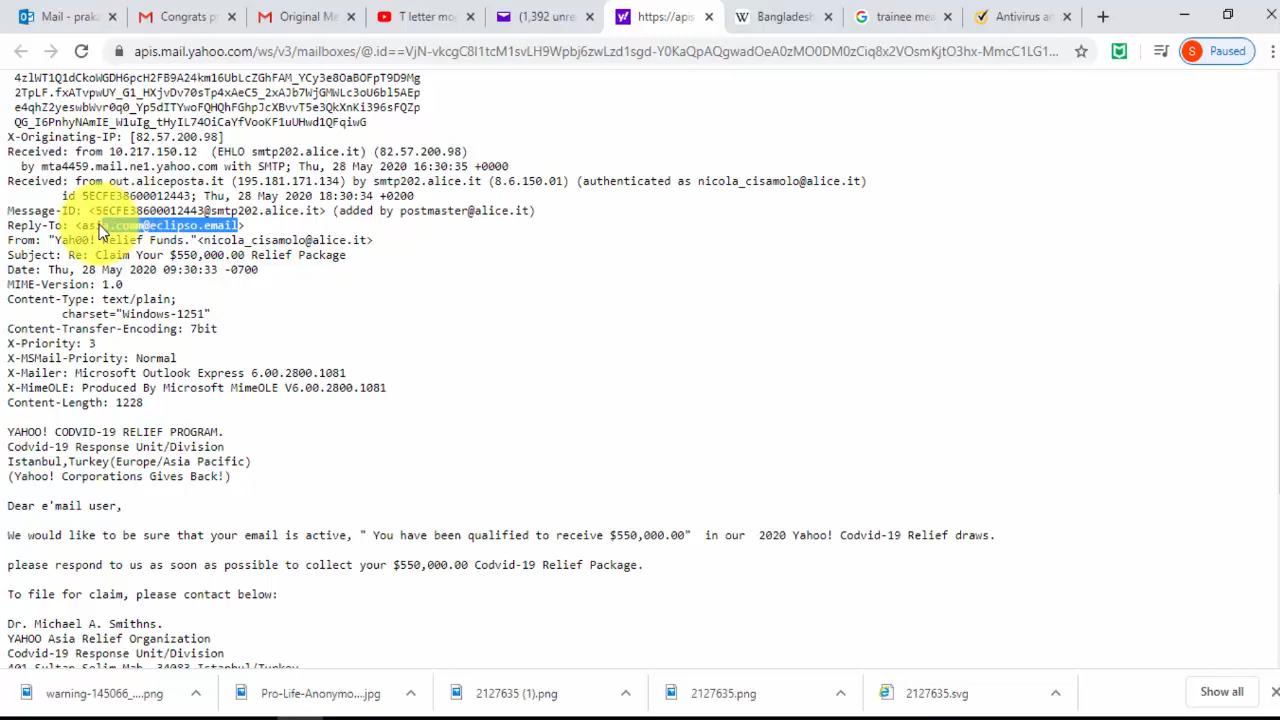 Mail - prak
Congrats p
Original Me
T letter mo
(1,392 unre
https://apis
Bangladesh
trainee mea
Antivirus an
apis.mail.yahoo.com/ws/v3/mailboxes/@.id==VjN-vkcgC8I1tcM1svLH9Wpbj6zwLzd1sgd-Y0KaQpAQgwadOeA0zMO0DM0zCiq8x2VOsmKjtO3hx-MmcC1LG1...
S Paused
4zlWT1Q1dCkoWGDH6pcH2FB9A24km16UbLcZGhFAM_YCy3e8OaBOFpT9D9Mg
2TpLF.fxATvpwUY_G1_HXjvDv70sTp4xAeC5_2xAJb7WjGMWLc3oU6bl5AEp
e4qhZ2yeswbWvr0q0_Yp5dITYwoFQHQhFGhpJcXBvvT5e3QkXnKi396sFQZp
QG_I6PnhyNAmIE_W1uIg_tHyIL74OiCaYfVooKF1uUHwd1QFqiwG
X-Originating-IP: [82.57.200.98]
Received: from 10.217.150.12  (EHLO smtp202.alice.it) (82.57.200.98)
by mta4459.mail.ne1.yahoo.com with SMTP; Thu, 28 May 2020 16:30:35 +0000
Received: from out.aliceposta.it (195.181.171.134) by smtp202.alice.it (8.6.150.01) (authenticated as nicola_cisamolo@alice.it)
id 5ECFE38600012443; Thu, 28 May 2020 18:30:34 +0200
Message-ID: <5ECFE38600012443@smtp202.alice.it> (added by postmaster@alice.it)
Reply-To:
From: "Yah00! Relief Funds."<nicola_cisamolo@alice.it>
Subject: Re: Claim Your $550,000.00 Relief Package
Date: Thu, 28 May 2020 09:30:33 -0700
MIME-Version: 1.0
Content-Type: text/plain;
charset="Windows-1251"
Content-Transfer-Encoding: 7bit
X-Priority: 3
X-MSMail-Priority: Normal
X-Mailer: Microsoft Outlook Express 6.00.2800.1081
X-MimeOLE: Produced By Microsoft MimeOLE V6.00.2800.1081
Content-Length: 1228
YAHOO! CODVID-19 RELIEF PROGRAM.
Codvid-19 Response Unit/Division
Istanbul,Turkey(Europe/Asia Pacific)
(Yahoo! Corporations Gives Back!)
Dear e'mail user,
We would like to be sure that your email is active, " You have been qualified to receive $550,000.00"  in our  2020 Yahoo! Codvid-19 Relief draws.
please respond to us as soon as possible to collect your $550,000.00 Codvid-19 Relief Package.
To file for claim, please contact below:
Dr. Michael A. Smithns.
YAHOO Asia Relief Organization
Codvid-19 Response Unit/Division
401 Sultan Selim Mah. 34083 Istanbul/Turkey
warning-145066_....png
Pro-Life-Anonymo....jpg
2127635 (1).png
2127635.png
2127635.svg
Show all